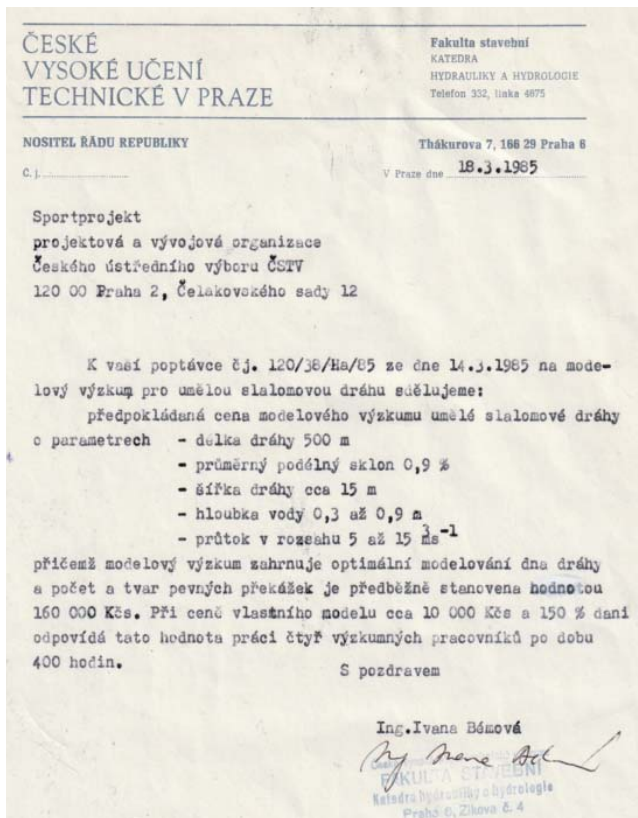 ČESKÉ
VYSOKÉ UČENÍ
TECHNICKÉ V PRAZE
Fakulta stavební
KATEDRA
HYDRAULIKY A HYDROLOGIE
Telefon 332, linka 4675
NOSITEL ŘÁDU REPUBLIKY
Thákurova 7, 166 29 Praha 6
Č. j.
V Praze dne 18.3.1985
Sportprojekt
projektová a vývojová organizace
Českého ústředního výboru ČSTV
120 00 Praha 2, Čelakovského sady 12
K vaší poptávce čj. 120/38/Ha/85 ze dne 14.3.1985 na mode-
lový výzkum pro umělou slalomovou dráhu sdělujeme:
předpokládaná cena modelového výzkumu umělé slalomové dráhy
o parametrech - délka dráhy 500 m
- průměrný podélný sklon 0,9 %
- šířka dráhy cca 15 m
- hloubka vody 0,3 až 0,9 m
- průtok v rozsahu 5 až 15 m³s⁻¹
přičemž modelový výzkum zahrnuje optimální modelování dna dráhy
a počet a tvar pevných překážek je předběžně stanovena hodnotou
160 000 Kčs. Při ceně vlastního modelu cca 10 000 Kčs a 150 % dani
odpovídá tato hodnota práci čtyř výzkumných pracovníků po dobu
400 hodin.
S pozdravem
Ing.Ivana Bémová
FAKULTA STAVEBNÍ
Katedra hydrauliky a hydrologie
Praha 6, Zikova č. 4